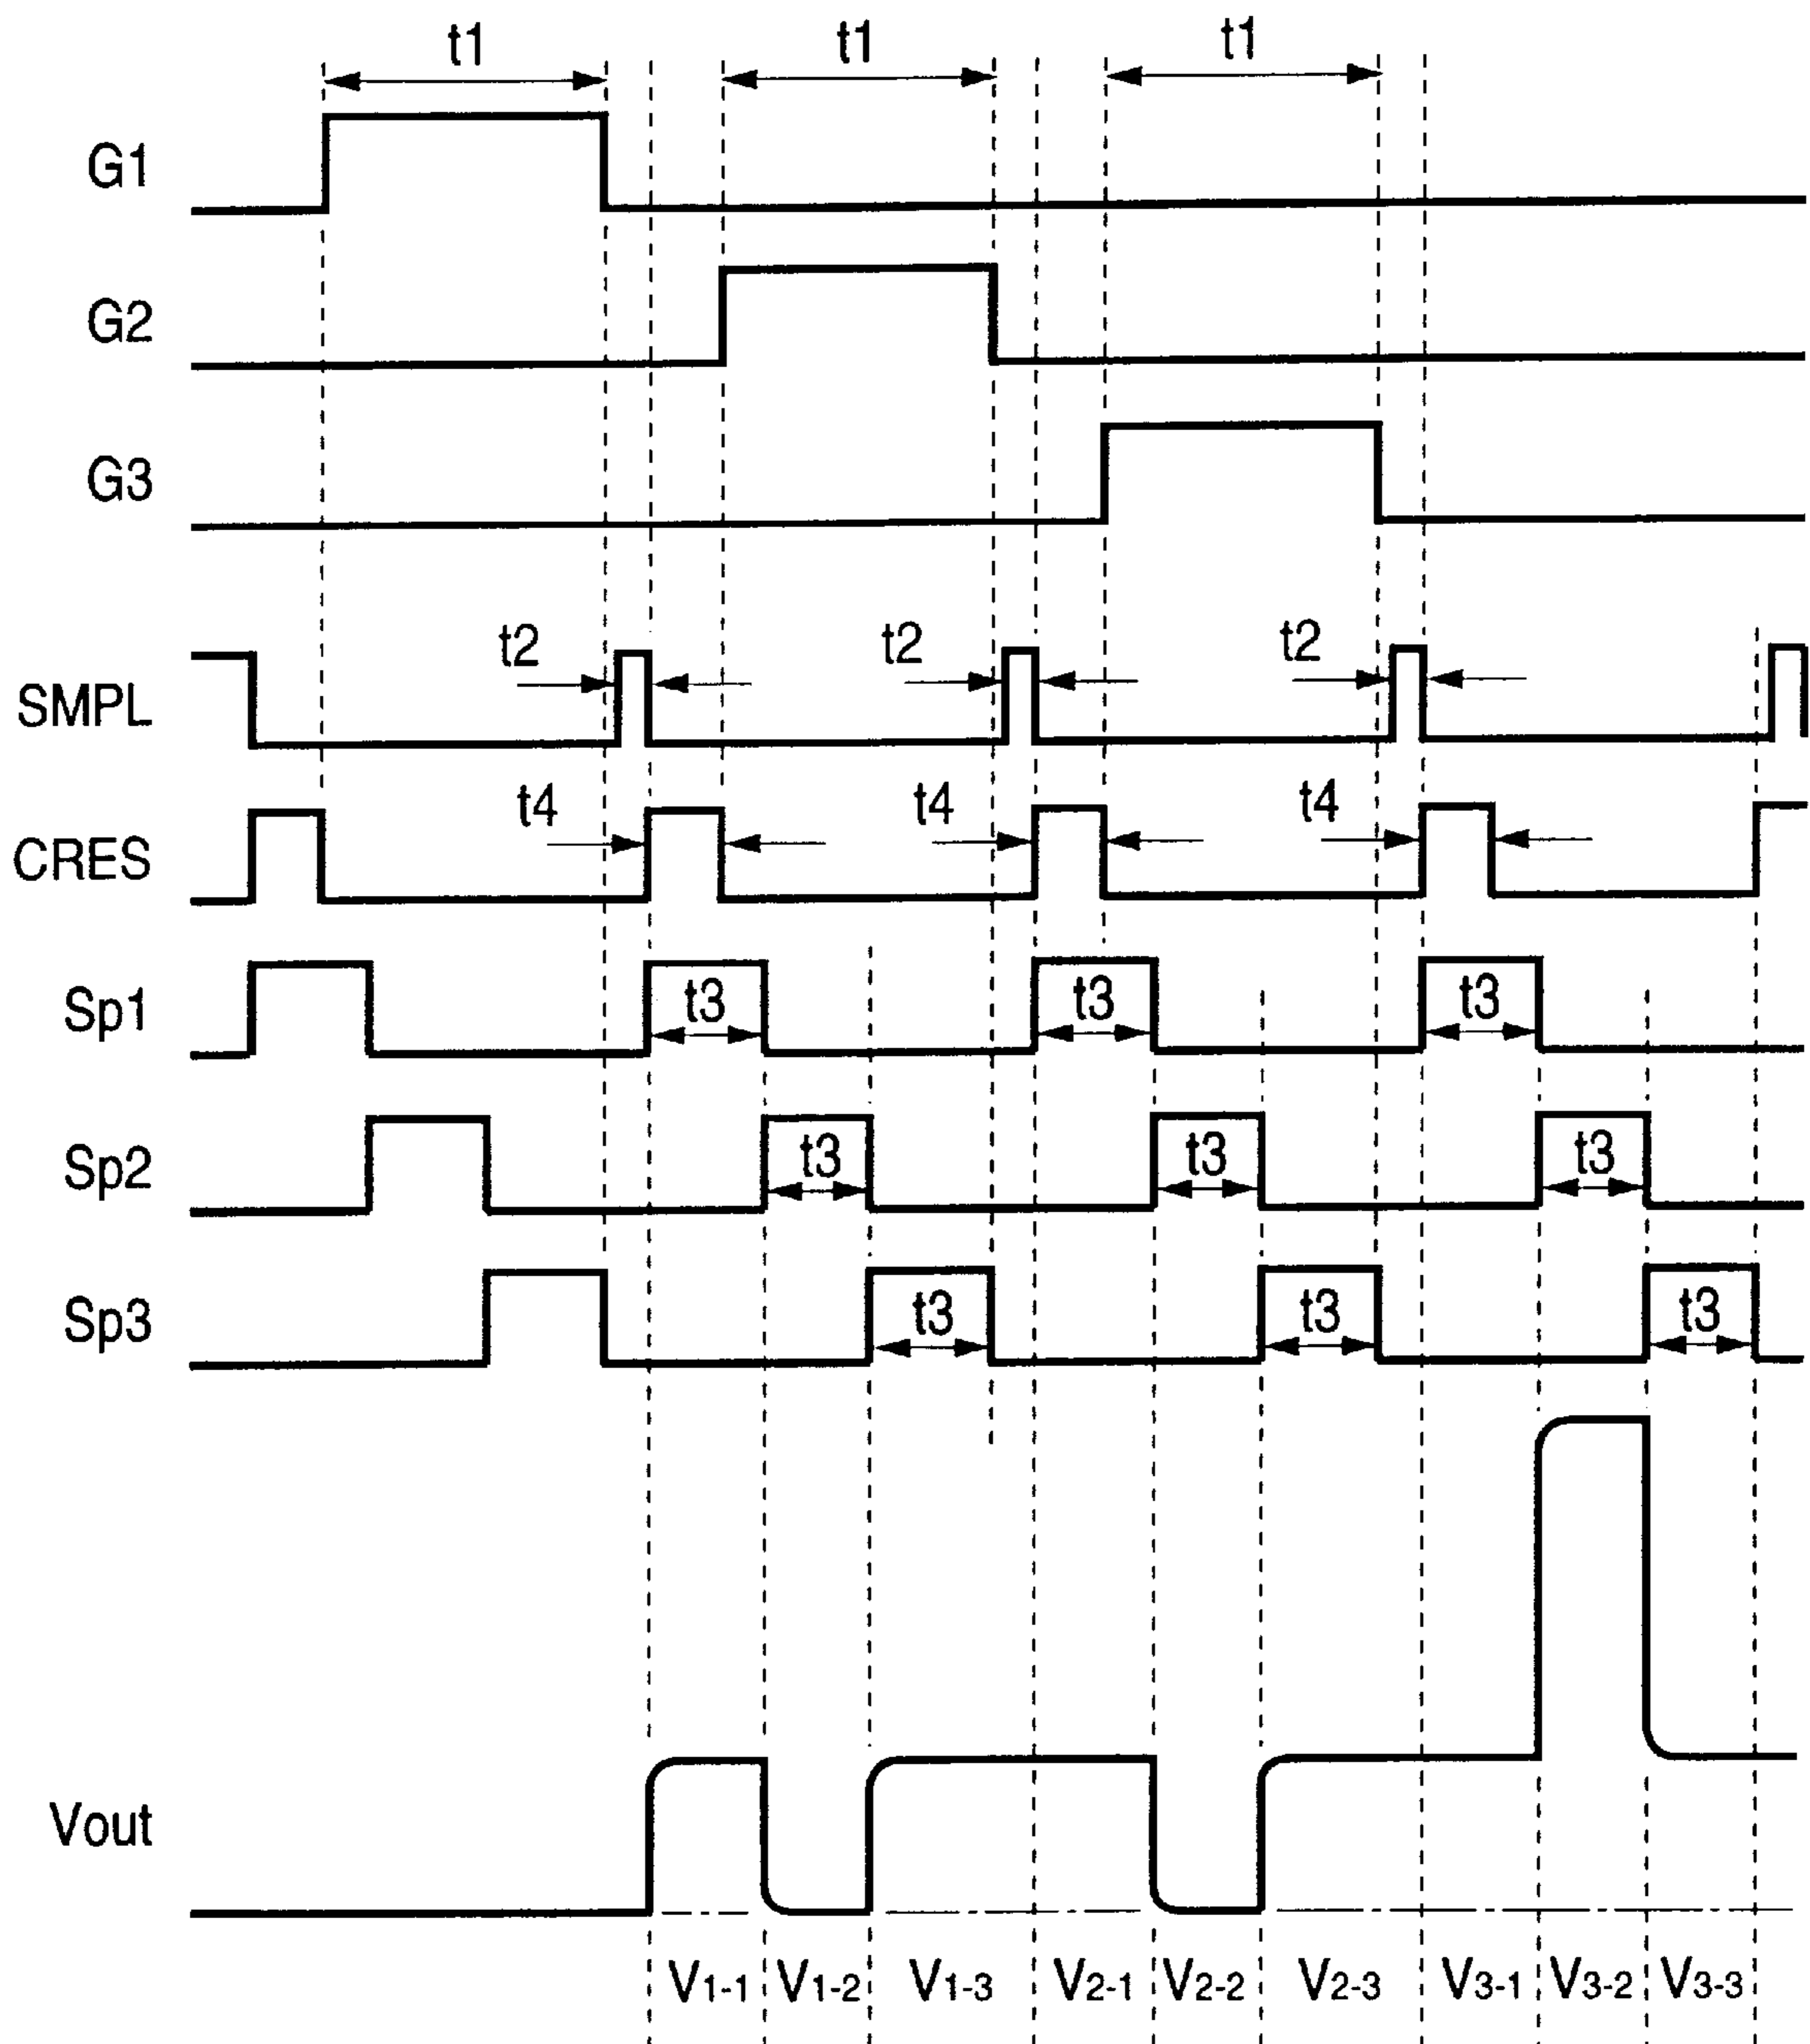 t1 t1 t1
G1
G2
G3
t2 t2 t2
SMPL
t4 t4 t4
CRES
Sp1 t3 t3 t3
Sp2 t3 t3 t3
Sp3 t3 t3 t3
Vout
V1-1 V1-2 V1-3 V2-1 V2-2 V2-3 V3-1 V3-2 V3-3